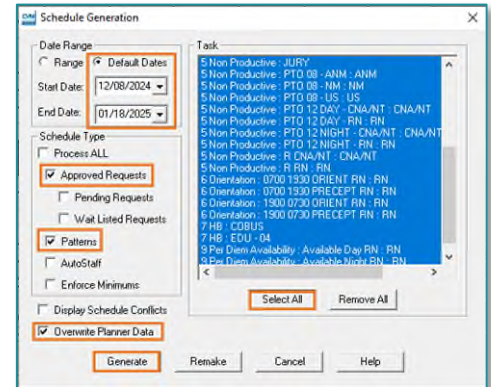 Schedule Generation
Date Range
Range
Default Dates
Start Date:
12/08/2024
End Date:
01/18/2025
Schedule Type
Process ALL
Approved Requests
Pending Requests
Wait Listed Requests
Patterns
AutoStaff
Enforce Minimums
Display Schedule Conflicts
Overwrite Planner Data
Task
5 Non Productive : JURY
5 Non Productive : PTO 08 - ANM : ANM
5 Non Productive : PTO 08 - NM : NM
5 Non Productive : PTO 08 - US : US
5 Non Productive : PTO 12 DAY - CNA/NT : CNA/NT
5 Non Productive : PTO 12 DAY - RN : RN
5 Non Productive : PTO 12 NIGHT - CNA/NT : CNA/NT
5 Non Productive : PTO 12 NIGHT - RN : RN
5 Non Productive : R CNA/NT : CNA/NT
5 Non Productive : R RN : RN
6 Orientation : 0700 1930 ORIENT RN : RN
6 Orientation : 0700 1930 PRECEPT RN : RN
6 Orientation : 1900 0730 ORIENT RN : RN
6 Orientation : 1900 0730 PRECEPT RN : RN
7 HB : COBUS
7 HB : EDU - 04
9 Per Diem Availability : Available Day RN : RN
9 Per Diem Availability : Available Night RN : RN
Select All
Remove All
Generate
Remake
Cancel
Help